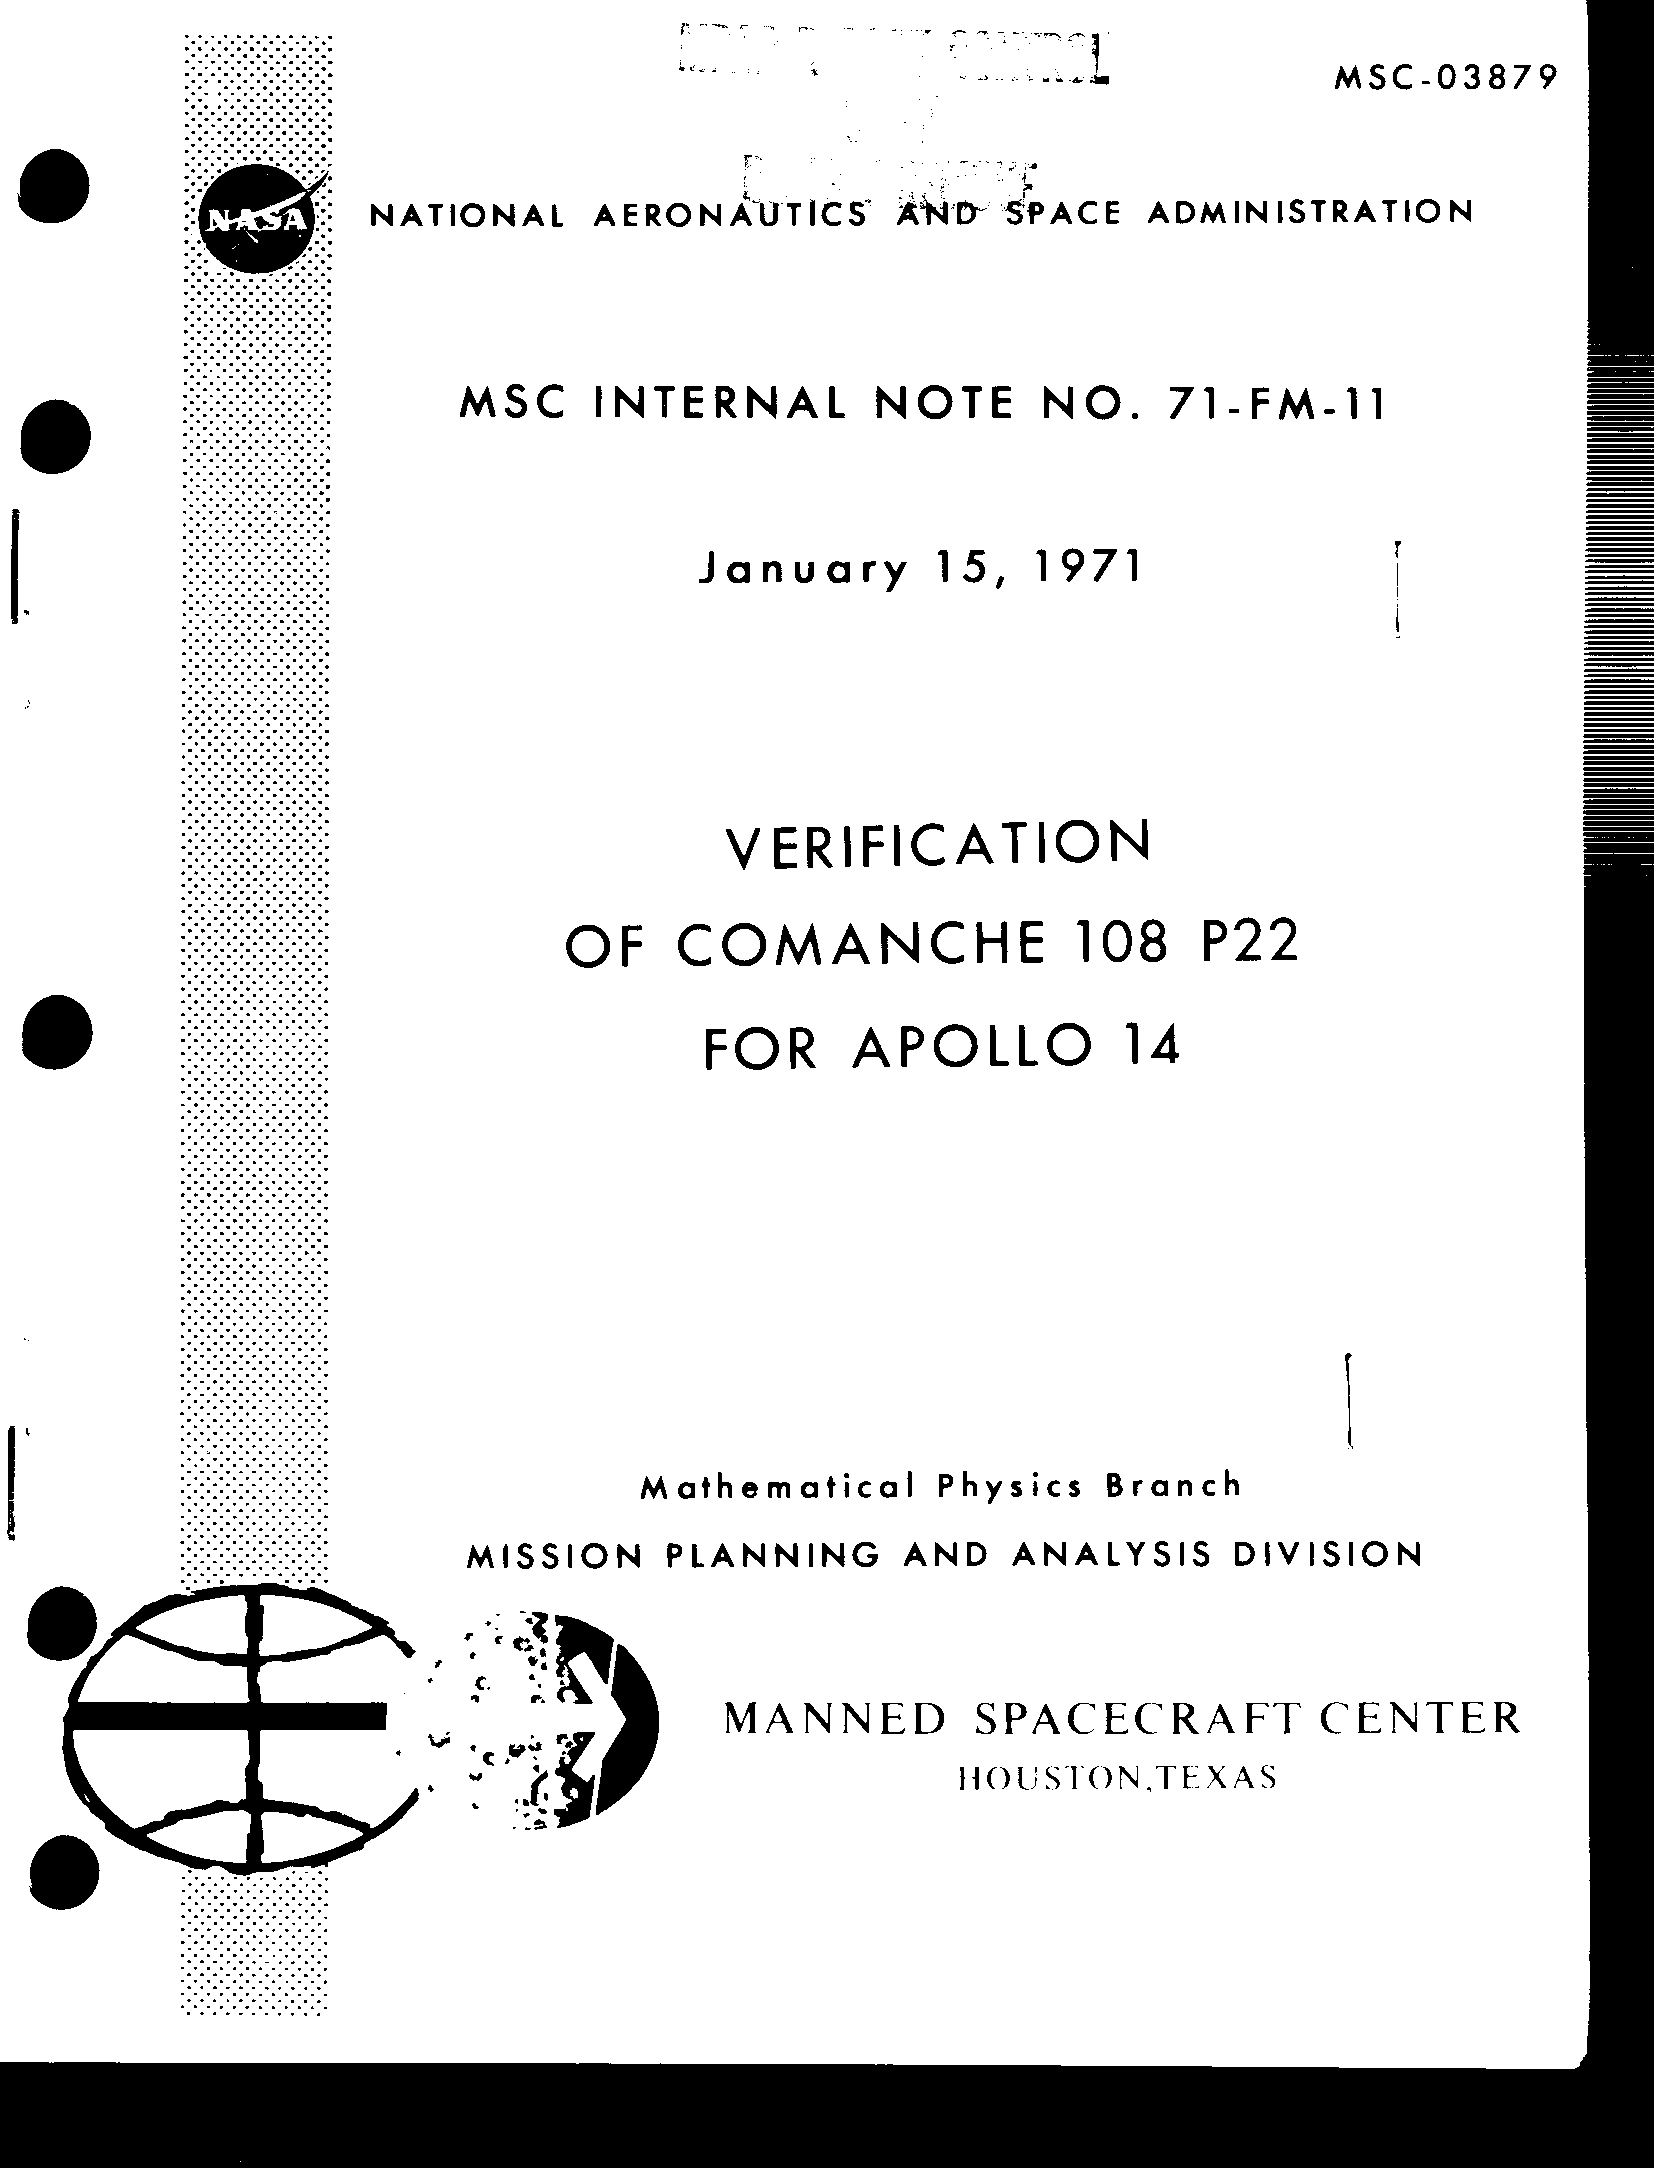 CONTROL
MSC-03879
NASA
NATIONAL AERONAUTICS AND SPACE ADMINISTRATION
MSC INTERNAL NOTE NO. 71-FM-11
January 15, 1971
VERIFICATION
OF COMANCHE 108 P22
FOR APOLLO 14
Mathematical Physics Branch
MISSION PLANNING AND ANALYSIS DIVISION
MANNED SPACECRAFT CENTER
HOUSTON, TEXAS